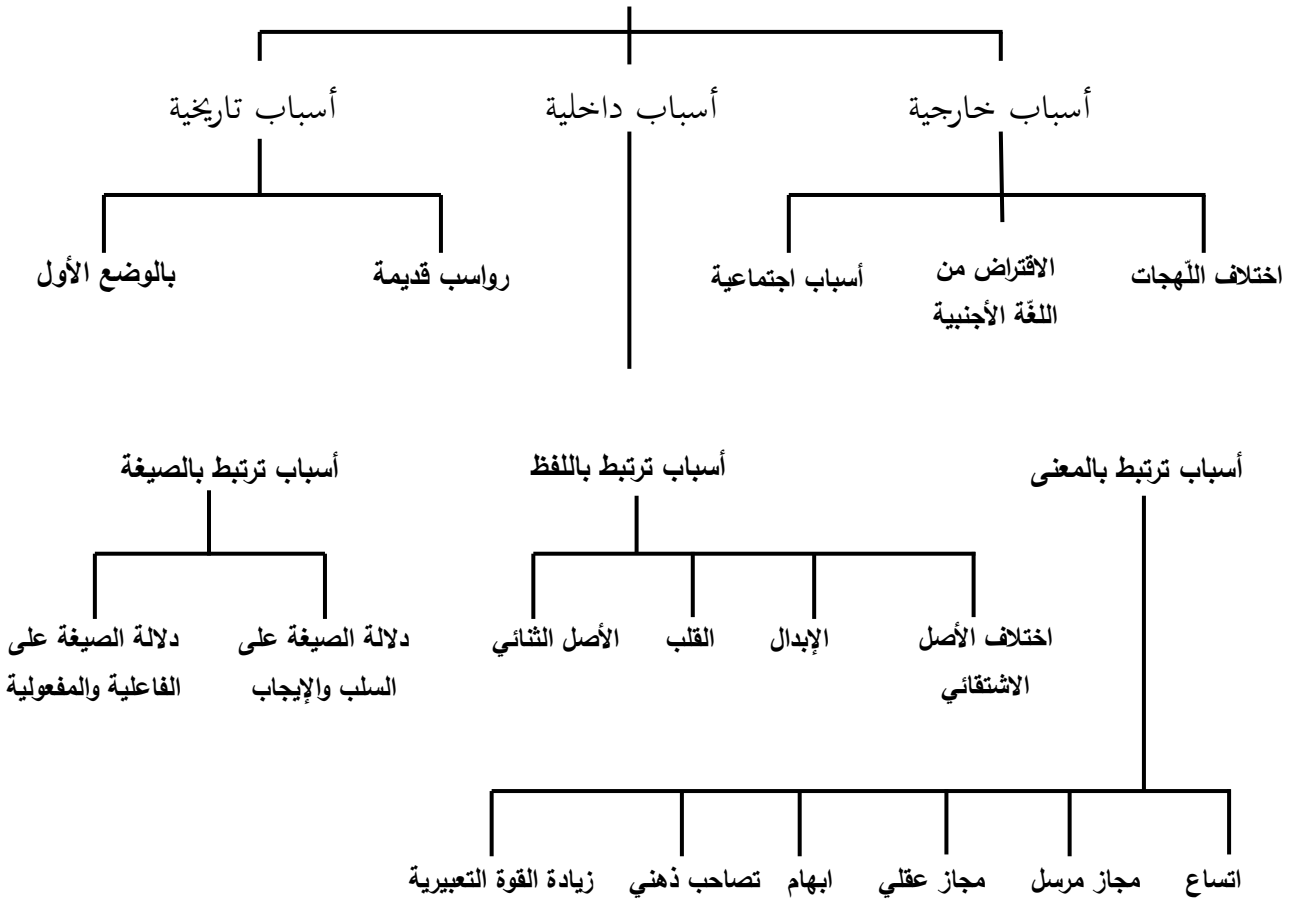 أسباب خارجية
أسباب داخلية
أسباب تاريخية
اختلاف اللّهجات
الاقتراض من
اللغّة الأجنبية
أسباب اجتماعية
رواسب قديمة
بالوضع الأول
أسباب ترتبط بالمعنى
أسباب ترتبط باللفظ
أسباب ترتبط بالصيغة
اختلاف الأصل
الاشتقائي
الإبدال
القلب
الأصل الثنائي
دلالة الصيغة على
السلب والإيجاب
دلالة الصيغة على
الفاعلية والمفعولية
اتساع
مجاز مرسل
مجاز عقلي
ابهام
تصاحب ذهني
زيادة القوة التعبيرية